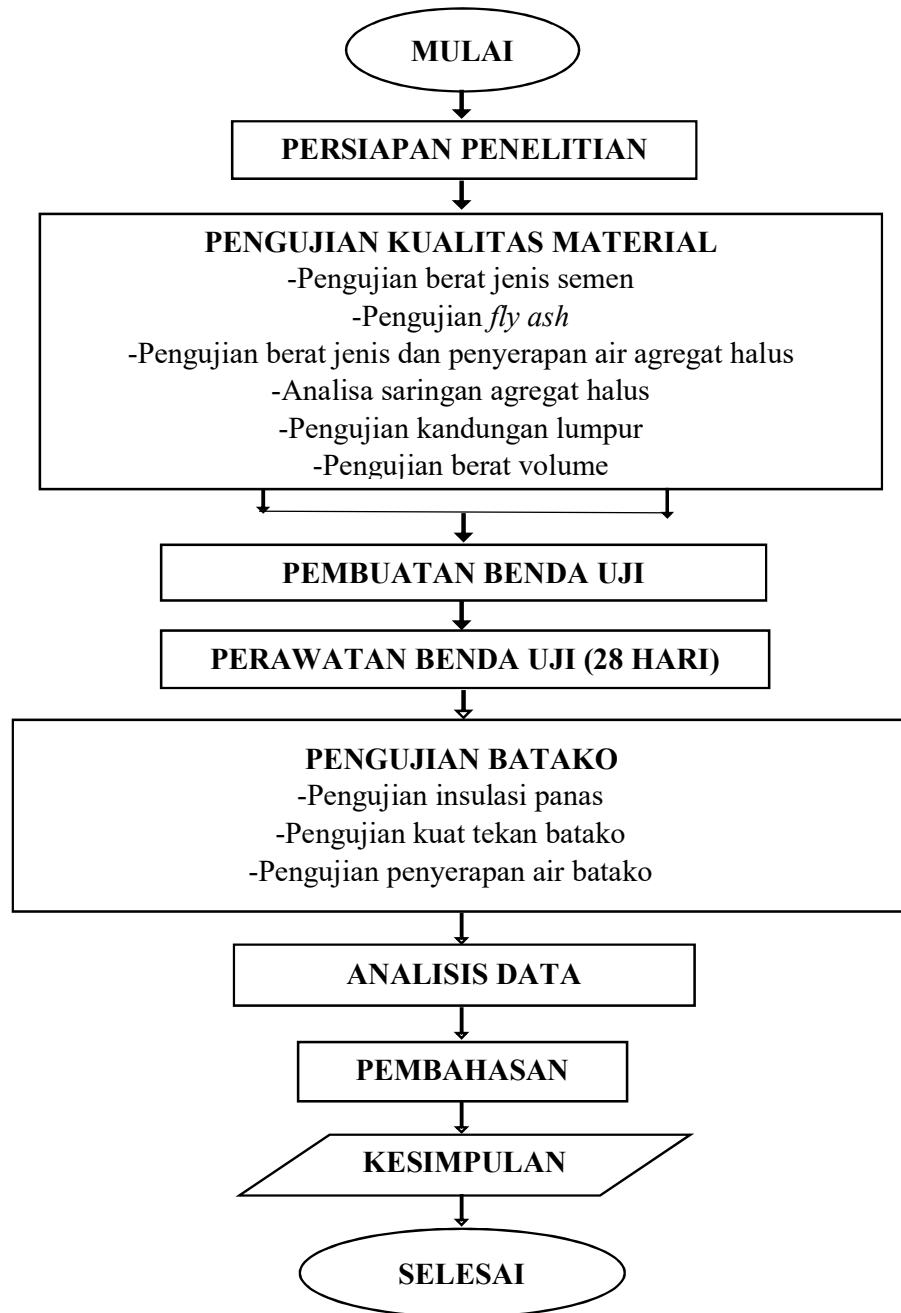 MULAI
PERSIAPAN PENELITIAN
PENGUJIAN KUALITAS MATERIAL
-Pengujian berat jenis semen
-Pengujian fly ash
-Pengujian berat jenis dan penyerapan air agregat halus
-Analisa saringan agregat halus
-Pengujian kandungan lumpur
-Pengujian berat volume
PEMBUATAN BENDA UJI
PERAWATAN BENDA UJI (28 HARI)
PENGUJIAN BATAKO
-Pengujian insulasi panas
-Pengujian kuat tekan batako
-Pengujian penyerapan air batako
ANALISIS DATA
PEMBAHASAN
KESIMPULAN
SELESAI